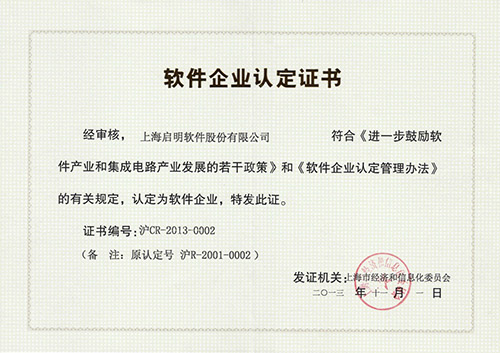 软件企业认定证书
经审核， 上海启明软件股份有限公司 符合《进一步鼓励软
件产业和集成电路产业发展的若干政策》和《软件企业认定管理办法》
的有关规定，认定为软件企业，特发此证。
证书编号:沪CR-2013-0002
（备 注：原认定号 沪R-2001-0002）
发证机关:上海市经济和信息化委员会
二〇一三 年 十一 月 一 日